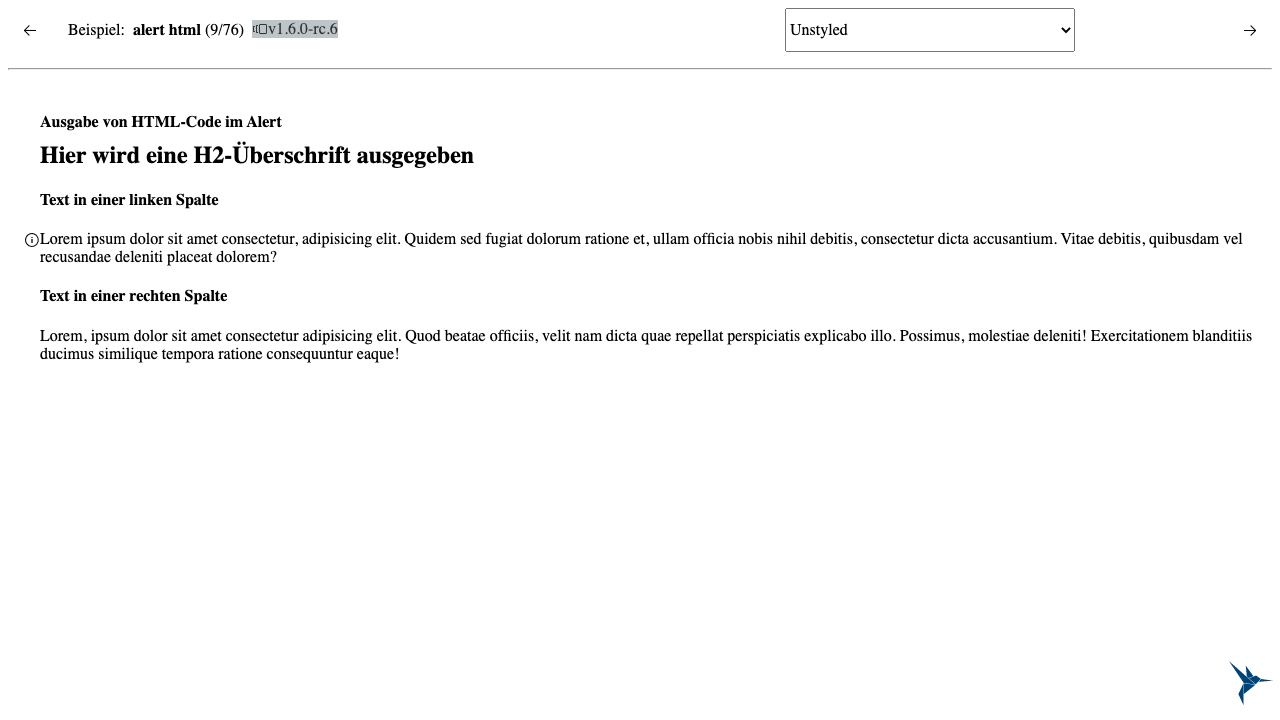 Beispiel: alert html (9/76) v1.6.0-rc.6
Unstyled
Ausgabe von HTML-Code im Alert
Hier wird eine H2-Überschrift ausgegeben
Text in einer linken Spalte
Lorem ipsum dolor sit amet consectetur, adipisicing elit. Quidem sed fugiat dolorum ratione et, ullam officia nobis nihil debitis, consectetur dicta accusantium. Vitae debitis, quibusdam vel
recusandae deleniti placeat dolorem?
Text in einer rechten Spalte
Lorem, ipsum dolor sit amet consectetur adipisicing elit. Quod beatae officiis, velit nam dicta quae repellat perspiciatis explicabo illo. Possimus, molestiae deleniti! Exercitationem blanditiis
ducimus similique tempora ratione consequuntur eaque!